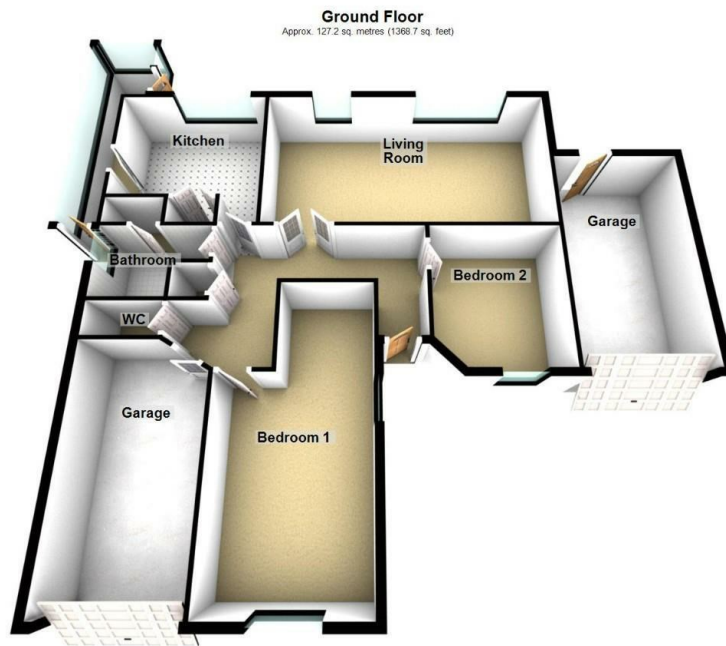 Ground Floor
Approx. 127.2 sq. metres (1368.7 sq. feet)
Kitchen
Living
Room
Garage
Bathroom
Bedroom 2
WC
Garage
Bedroom 1